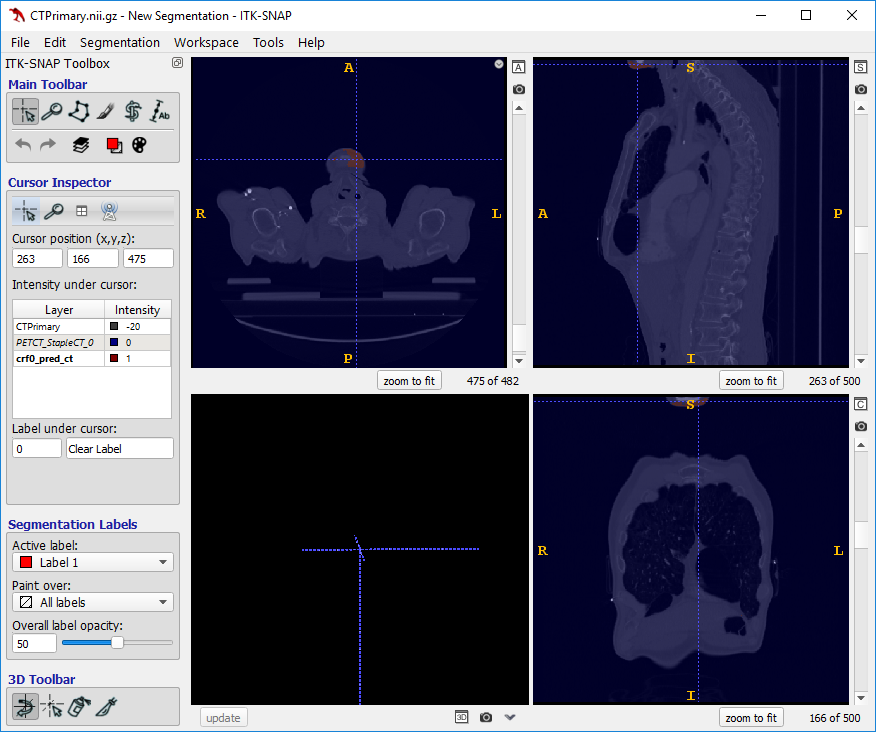 CTPrimary.nii.gz - New Segmentation - ITK-SNAP
File Edit Segmentation Workspace Tools Help
ITK-SNAP Toolbox
Main Toolbar
Ab
Cursor Inspector
Cursor position (x,y,z):
263 166 475
Intensity under cursor:
Layer Intensity
CTPrimary -20
PETCT_StapleCT_0 0
crf0_pred_ct 1
Label under cursor:
0 Clear Label
Segmentation Labels
Active label:
Label 1
Paint over:
All labels
Overall label opacity:
50
3D Toolbar
A
R L
P
A
zoom to fit 475 of 482
S
A P
I
S
zoom to fit 263 of 500
update 3D
S
R L
I
C
zoom to fit 166 of 500